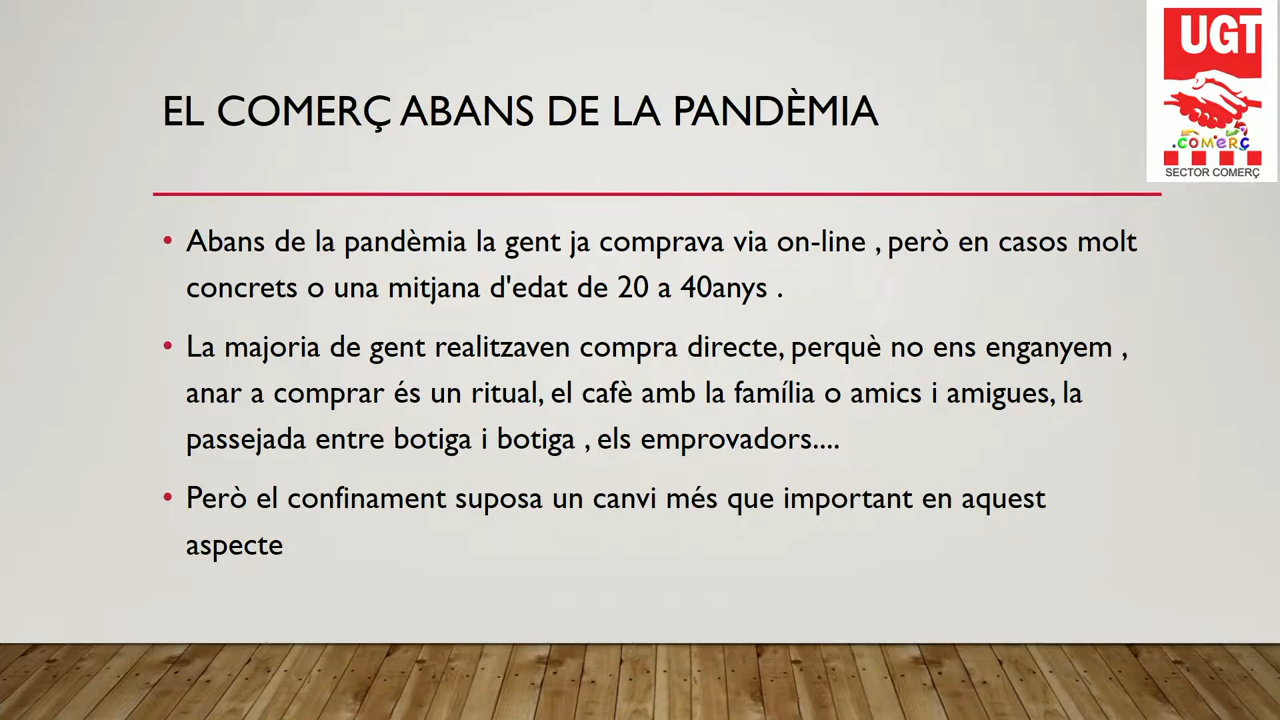 UGT
.comerç
SECTOR COMERÇ
EL COMERÇ ABANS DE LA PANDÈMIA
• Abans de la pandèmia la gent ja comprava via on-line , però en casos molt
concrets o una mitjana d'edat de 20 a 40anys .
• La majoria de gent realitzaven compra directe, perquè no ens enganyem ,
anar a comprar és un ritual, el cafè amb la família o amics i amigues, la
passejada entre botiga i botiga , els emprovadors....
• Però el confinament suposa un canvi més que important en aquest
aspecte